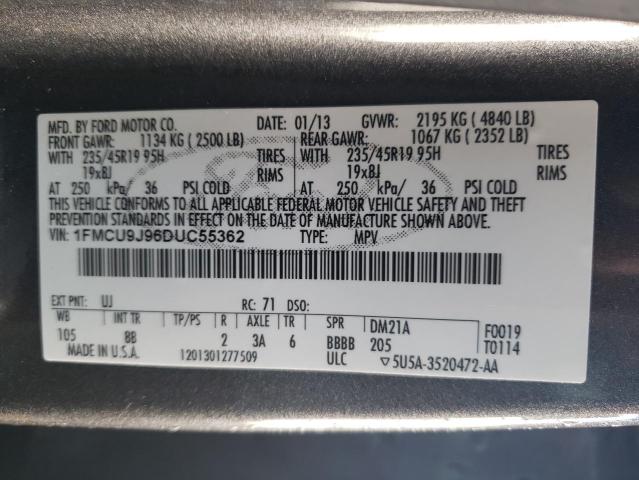 MFD. BY FORD MOTOR CO. DATE: 01/13 GVWR: 2195 KG ( 4840 LB)
FRONT GAWR: 1134 KG ( 2500 LB) REAR GAWR: 1067 KG ( 2352 LB)
WITH 235/45R19 95H TIRES WITH 235/45R19 95H TIRES
19x8J RIMS 19x8J RIMS
AT 250 kPa/ 36 PSI COLD AT 250 kPa/ 36 PSI COLD
THIS VEHICLE CONFORMS TO ALL APPLICABLE FEDERAL MOTOR VEHICLE SAFETY AND THEFT
PREVENTION STANDARDS IN EFFECT ON THE DATE OF MANUFACTURE SHOWN ABOVE.
VIN: 1FMCU9J96DUC55362 TYPE: MPV
EXT PNT: UJ RC: 71 DSO:
WB INT TR TP/PS R AXLE TR SPR DM21A F0019
105 BB 2 3A 6 BBBB 205 T0114
MADE IN U.S.A. 1201301277509 ULC ▽5U5A-3520472-AA